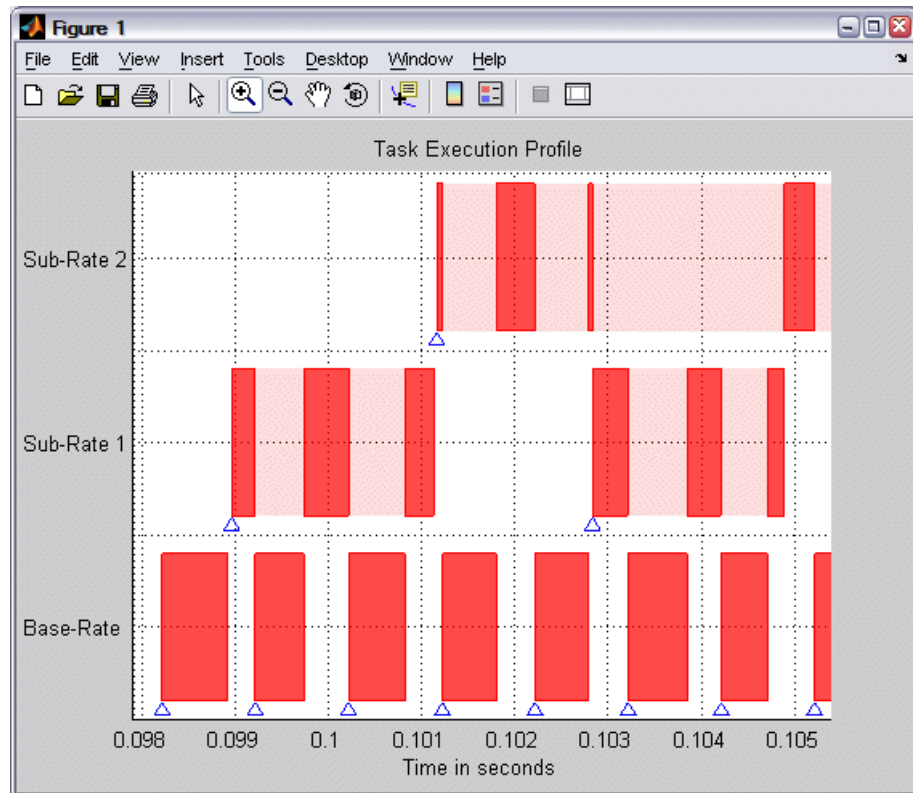 Figure 1
File Edit View Insert Tools Desktop Window Help
Task Execution Profile
Sub-Rate 2
Sub-Rate 1
Base-Rate
0.098 0.099 0.1 0.101 0.102 0.103 0.104 0.105
Time in seconds